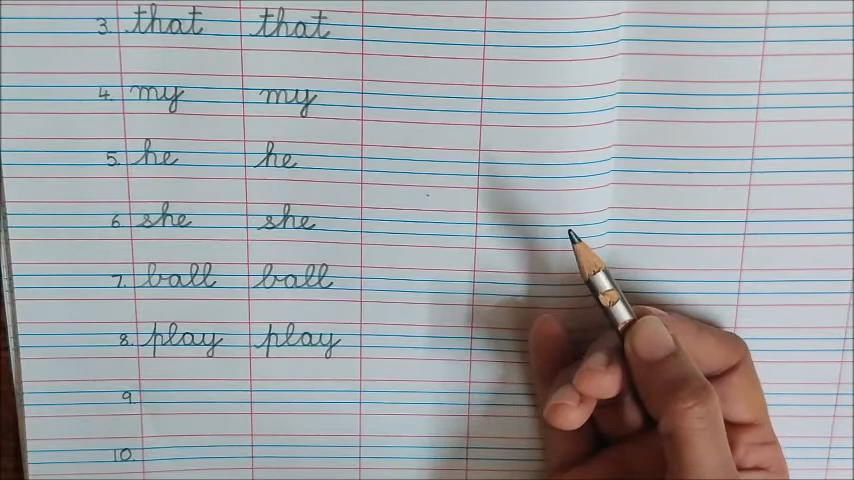 3. that that
4. my my
5. he he
6. she she
7. ball ball
8. play play
9.
10.